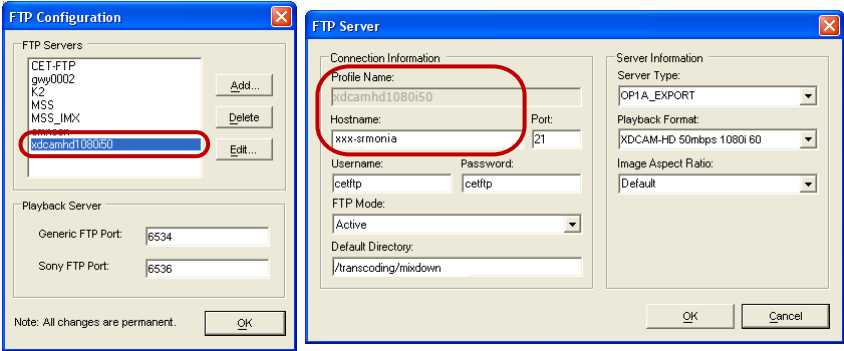 FTP Configuration
FTP Servers
CET-FTP
gwy0002
K2
MSS
MSS_IMX
xdcamhd1080i50
Add...
Delete
Edit...
Playback Server
Generic FTP Port:
6534
Sony FTP Port:
6536
Note: All changes are permanent.
OK
FTP Server
Connection Information
Profile Name:
xdcamhd1080i50
Hostname:
Port:
xxx-srmonia
21
Username:
Password:
cetftp
cetftp
FTP Mode:
Active
Default Directory:
/transcoding/mixdown
Server Information
Server Type:
OP1A_EXPORT
Playback Format:
XDCAM-HD 50mbps 1080i 60
Image Aspect Ratio:
Default
OK
Cancel